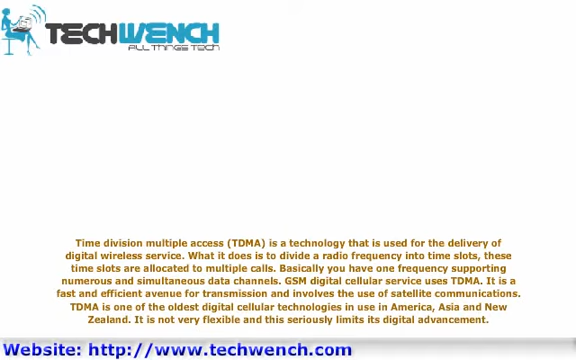 TECHWENCH
ALL THINGS TECH
Time division multiple access (TDMA) is a technology that is used for the delivery of
digital wireless service. What it does is to divide a radio frequency into time slots, these
time slots are allocated to multiple calls. Basically you have one frequency supporting
numerous and simultaneous data channels. GSM digital cellular service uses TDMA. It is a
fast and efficient avenue for transmission and involves the use of satellite communications.
TDMA is one of the oldest digital cellular technologies in use in America, Asia and New
Zealand. It is not very flexible and this seriously limits its digital advancement.
Website: http://www.techwench.com